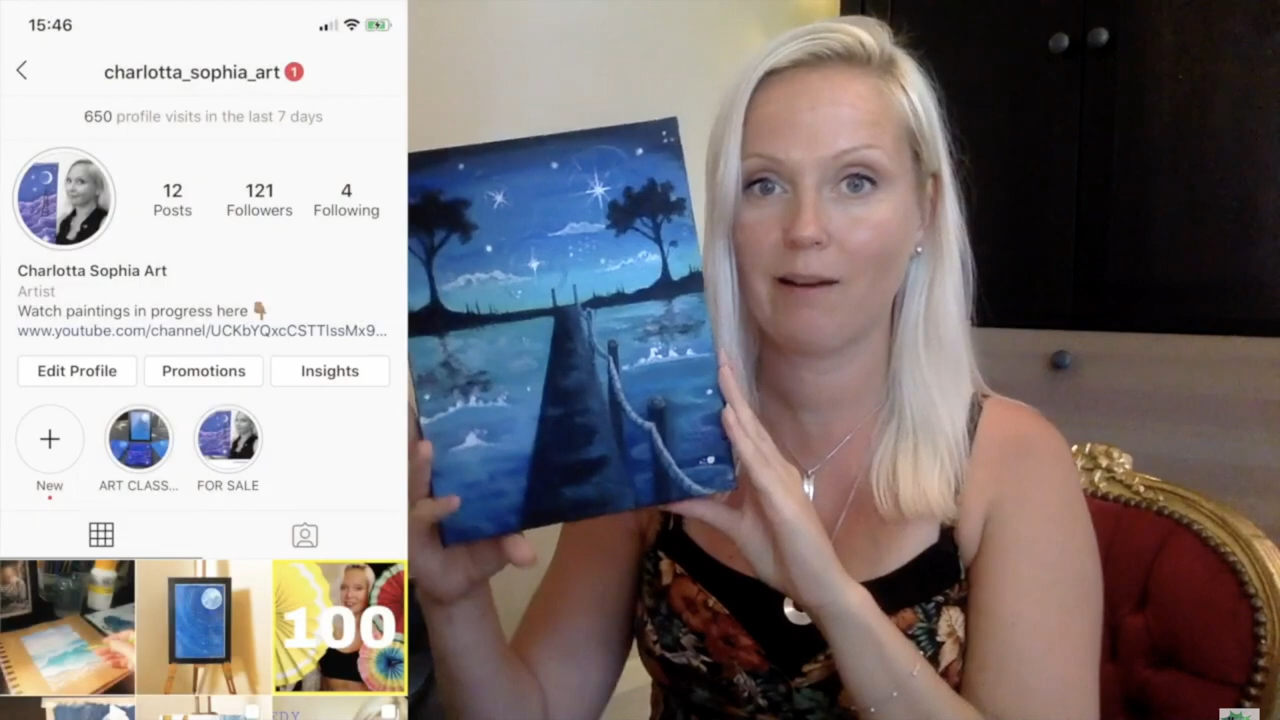 15:46
charlotta_sophia_art 1
650 profile visits in the last 7 days
12 121 4
Posts Followers Following
Charlotta Sophia Art
Artist
Watch paintings in progress here 👇🏽
www.youtube.com/channel/UCKbYQxcCSTTlssMx9...
Edit Profile Promotions Insights
New ART CLASS... FOR SALE
100